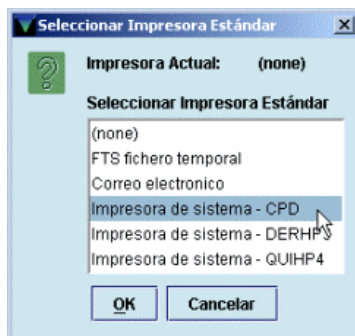 Seleccionar Impresora Estándar
Impresora Actual: (none)
Seleccionar Impresora Estándar
(none)
FTS fichero temporal
Correo electronico
Impresora de sistema - CPD
Impresora de sistema - DERHP3
Impresora de sistema - QUIHP4
OK Cancelar